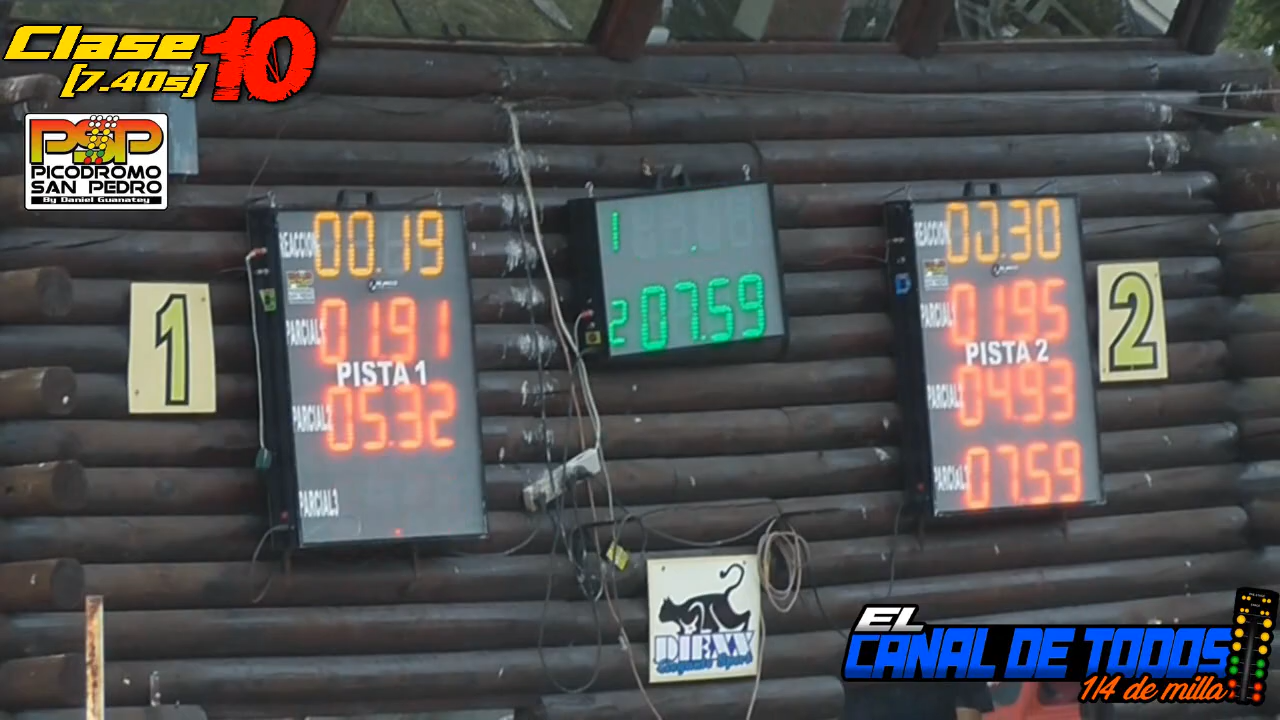 Clase 10
[7.40s]
PSP
PICODROMO
SAN PEDRO
By Daniel Guanatey
1
REACCION 00.19
PARCIAL1 01.91
PISTA 1
PARCIAL2 05.32
PARCIAL3
1 .
2 07.59
REACCION 00.30
PARCIAL1 01.95
PISTA 2
PARCIAL2 04.93
PARCIAL3 07.59
2
DIEXX
EL
CANAL DE TODOS
1/4 de milla